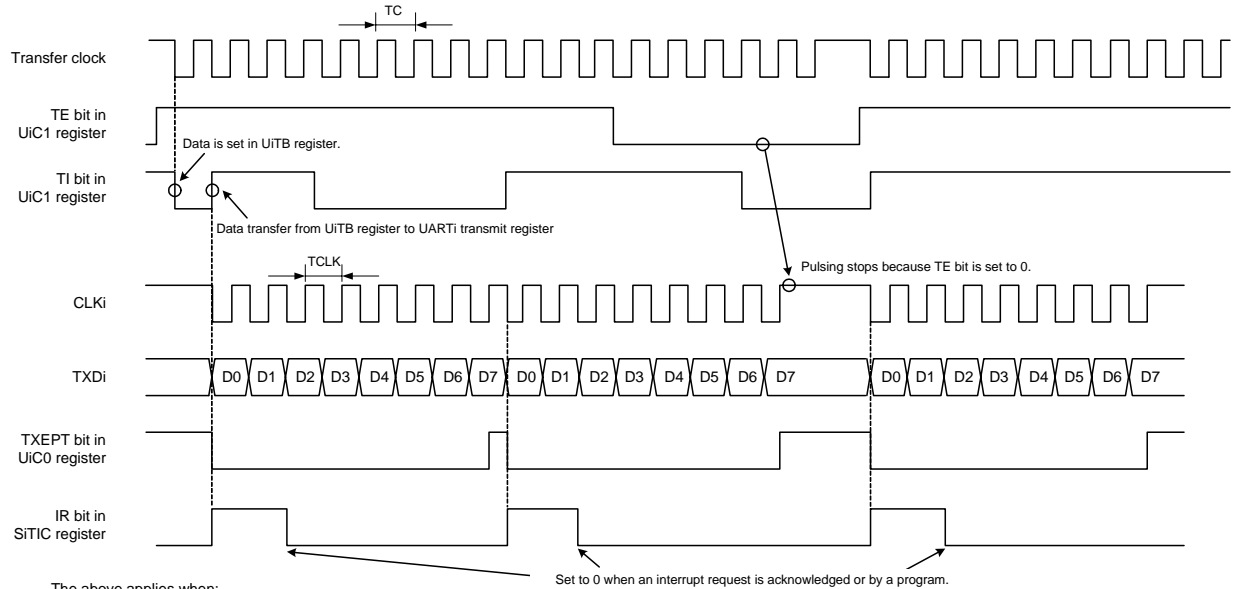 TC
Transfer clock
TE bit in
UiC1 register
Data is set in UiTB register.
TI bit in
UiC1 register
Data transfer from UiTB register to UARTi transmit register
TCLK
Pulsing stops because TE bit is set to 0.
CLKi
TXDi
D0 D1 D2 D3 D4 D5 D6 D7 D0 D1 D2 D3 D4 D5 D6 D7 D0 D1 D2 D3 D4 D5 D6 D7
TXEPT bit in
UiC0 register
IR bit in
SiTIC register
Set to 0 when an interrupt request is acknowledged or by a program.
The above applies when: